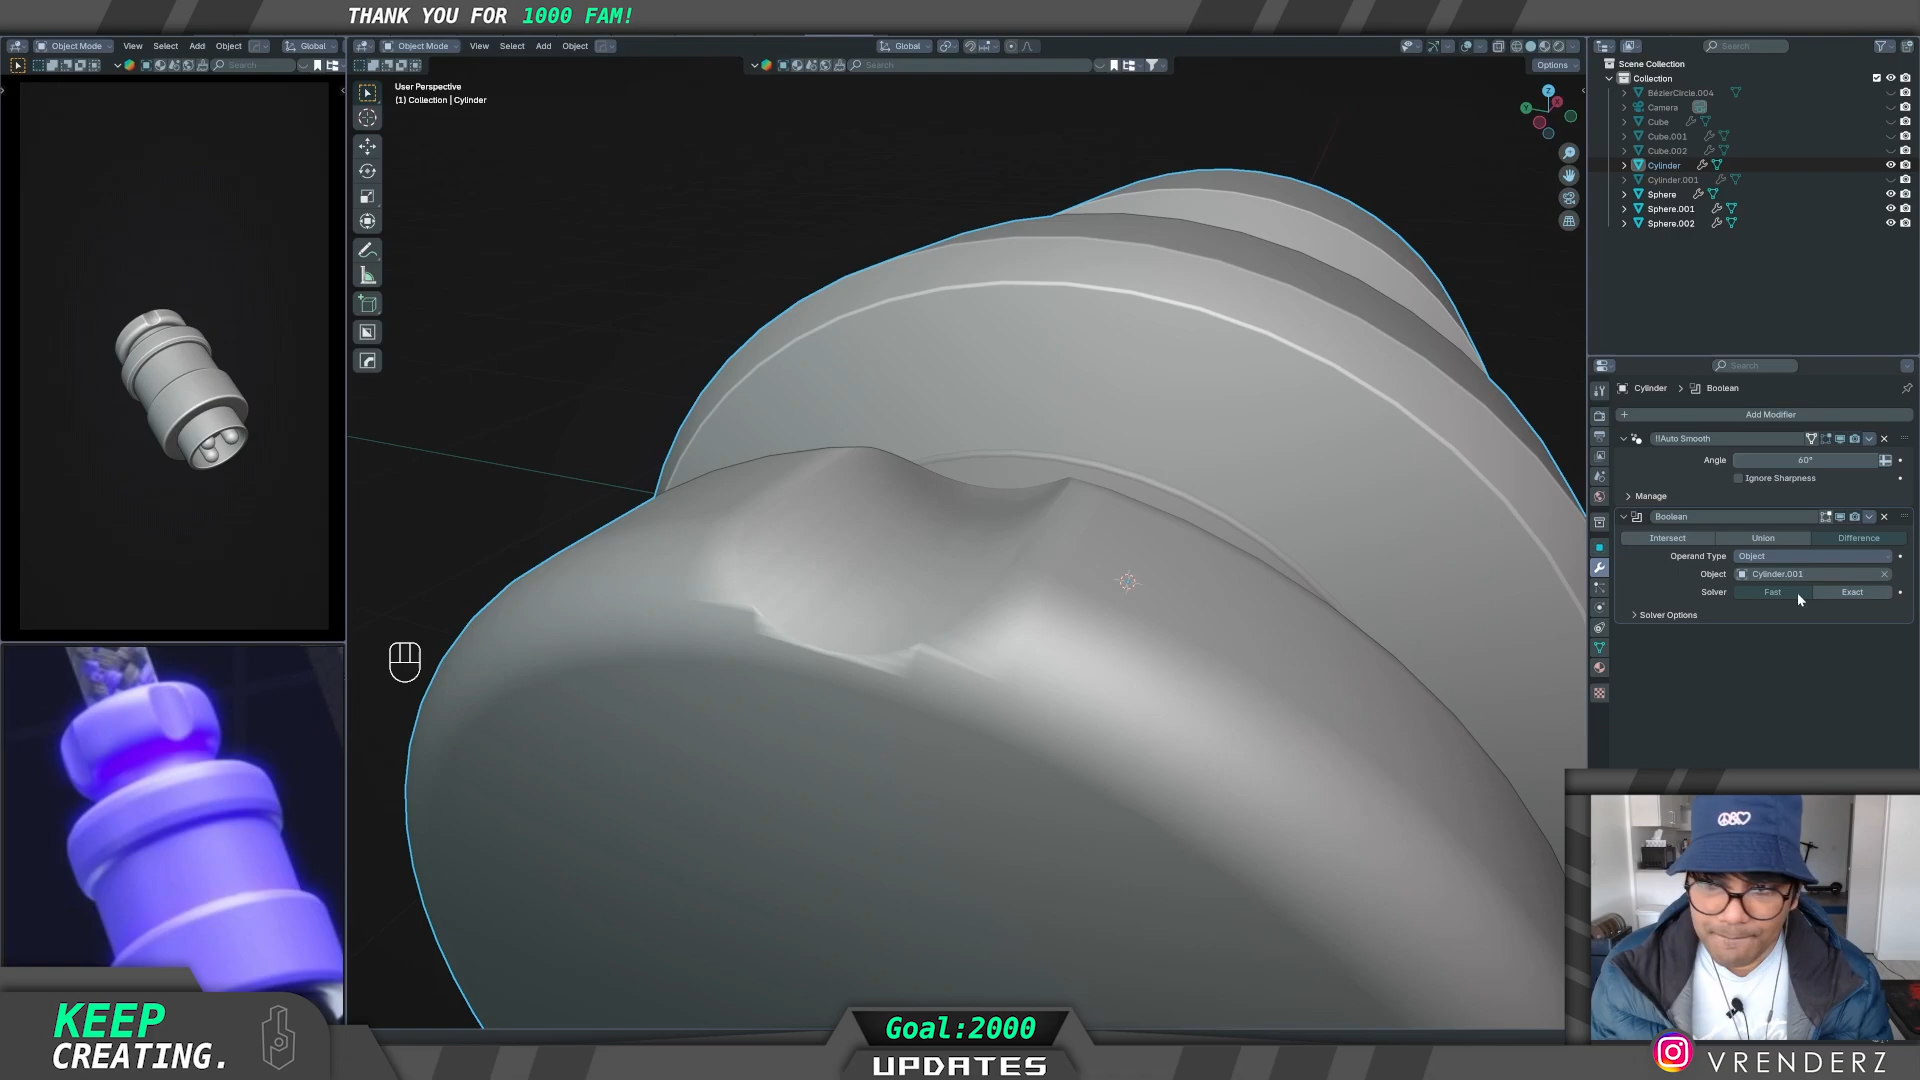 THANK YOU FOR 1000 FAM!
Object Mode View Select Add Object Global
Object Mode View Select Add Object Global
Search
Search
Options
User Perspective
(1) Collection | Cylinder
Z
Y
X
Search
Scene Collection
Collection
BézierCircle.004
Camera
Cube
Cube.001
Cube.002
Cylinder
Cylinder.001
Sphere
Sphere.001
Sphere.002
Search
Cylinder > Boolean
Add Modifier
!!Auto Smooth
Angle 60°
Ignore Sharpness
Manage
Boolean
Intersect Union Difference
Operand Type Object
Object Cylinder.001
Solver Fast Exact
Solver Options
KEEP
CREATING.
Goal:2000
UPDATES
VRENDERZ